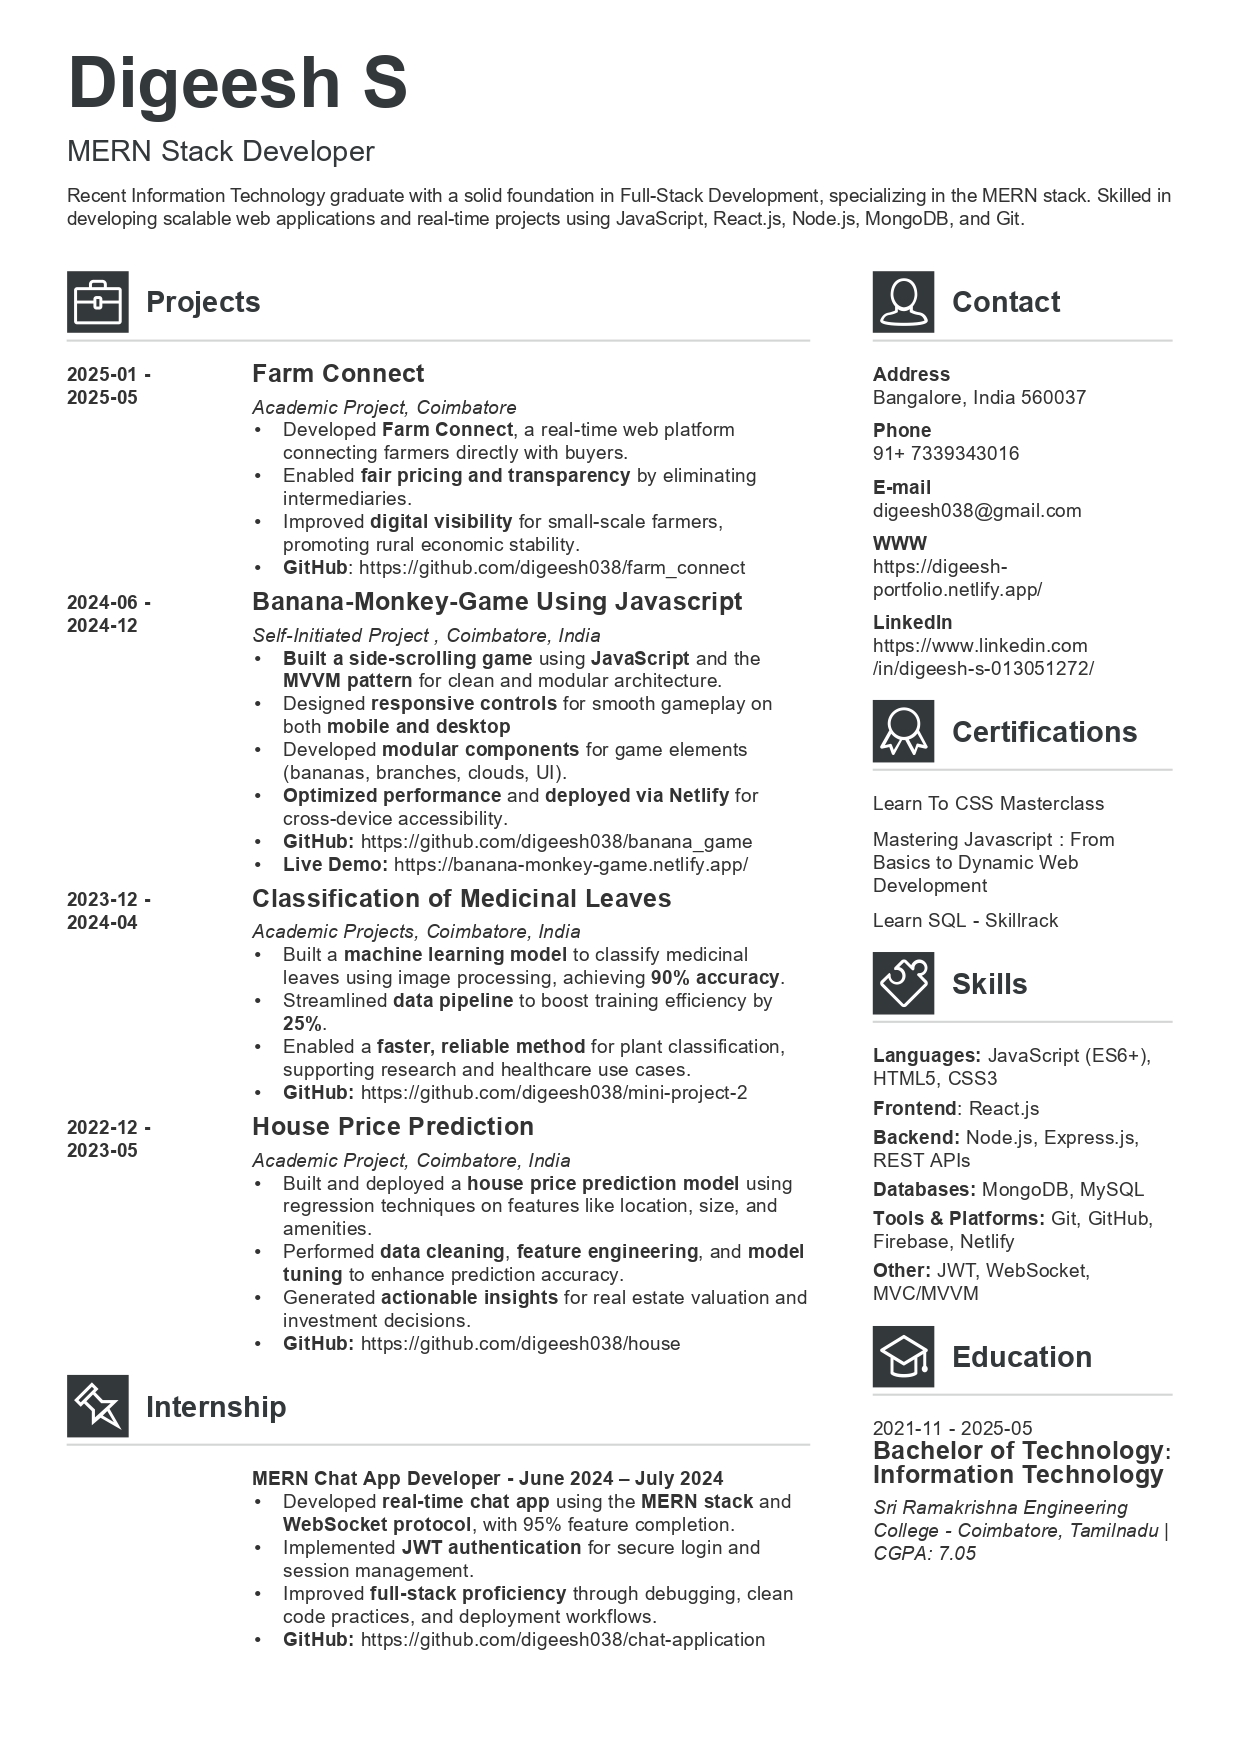 Digeesh S
MERN Stack Developer
Recent Information Technology graduate with a solid foundation in Full-Stack Development, specializing in the MERN stack. Skilled in
developing scalable web applications and real-time projects using JavaScript, React.js, Node.js, MongoDB, and Git.
Projects
2025-01 -
2025-05
Farm Connect
Academic Project, Coimbatore
• Developed Farm Connect, a real-time web platform
connecting farmers directly with buyers.
• Enabled fair pricing and transparency by eliminating
intermediaries.
• Improved digital visibility for small-scale farmers,
promoting rural economic stability.
• GitHub: https://github.com/digeesh038/farm_connect
2024-06 -
2024-12
Banana-Monkey-Game Using Javascript
Self-Initiated Project , Coimbatore, India
• Built a side-scrolling game using JavaScript and the
MVVM pattern for clean and modular architecture.
• Designed responsive controls for smooth gameplay on
both mobile and desktop
• Developed modular components for game elements
(bananas, branches, clouds, UI).
• Optimized performance and deployed via Netlify for
cross-device accessibility.
• GitHub: https://github.com/digeesh038/banana_game
• Live Demo: https://banana-monkey-game.netlify.app/
2023-12 -
2024-04
Classification of Medicinal Leaves
Academic Projects, Coimbatore, India
• Built a machine learning model to classify medicinal
leaves using image processing, achieving 90% accuracy.
• Streamlined data pipeline to boost training efficiency by
25%.
• Enabled a faster, reliable method for plant classification,
supporting research and healthcare use cases.
• GitHub: https://github.com/digeesh038/mini-project-2
2022-12 -
2023-05
House Price Prediction
Academic Project, Coimbatore, India
• Built and deployed a house price prediction model using
regression techniques on features like location, size, and
amenities.
• Performed data cleaning, feature engineering, and model
tuning to enhance prediction accuracy.
• Generated actionable insights for real estate valuation and
investment decisions.
• GitHub: https://github.com/digeesh038/house
Internship
MERN Chat App Developer - June 2024 – July 2024
• Developed real-time chat app using the MERN stack and
WebSocket protocol, with 95% feature completion.
• Implemented JWT authentication for secure login and
session management.
• Improved full-stack proficiency through debugging, clean
code practices, and deployment workflows.
• GitHub: https://github.com/digeesh038/chat-application
Contact
Address
Bangalore, India 560037
Phone
91+ 7339343016
E-mail
digeesh038@gmail.com
WWW
https://digeesh-
portfolio.netlify.app/
LinkedIn
https://www.linkedin.com
/in/digeesh-s-013051272/
Certifications
Learn To CSS Masterclass
Mastering Javascript : From
Basics to Dynamic Web
Development
Learn SQL - Skillrack
Skills
Languages: JavaScript (ES6+),
HTML5, CSS3
Frontend: React.js
Backend: Node.js, Express.js,
REST APIs
Databases: MongoDB, MySQL
Tools & Platforms: Git, GitHub,
Firebase, Netlify
Other: JWT, WebSocket,
MVC/MVVM
Education
2021-11 - 2025-05
Bachelor of Technology:
Information Technology
Sri Ramakrishna Engineering
College - Coimbatore, Tamilnadu |
CGPA: 7.05